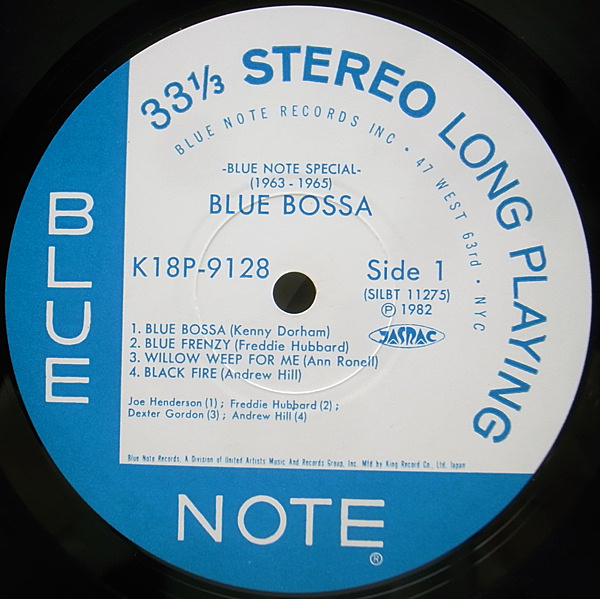 33⅓ STEREO LONG PLAYING
BLUE NOTE RECORDS INC • 47 WEST 63rd • NYC
-BLUE NOTE SPECIAL-
(1963 - 1965)
BLUE BOSSA
K18P-9128
Side 1
(SILBT 11275)
Ⓟ 1982
JASRAC
1. BLUE BOSSA (Kenny Dorham)
2. BLUE FRENZY (Freddie Hubbard)
3. WILLOW WEEP FOR ME (Ann Ronell)
4. BLACK FIRE (Andrew Hill)
Joe Henderson (1) ; Freddie Hubbard (2) ;
Dexter Gordon (3) ; Andrew Hill (4)
Blue Note Records, A Division of United Artists Music And Records Group, Inc. Mfd by King Record Co., Ltd. Japan
BLUE
NOTE®